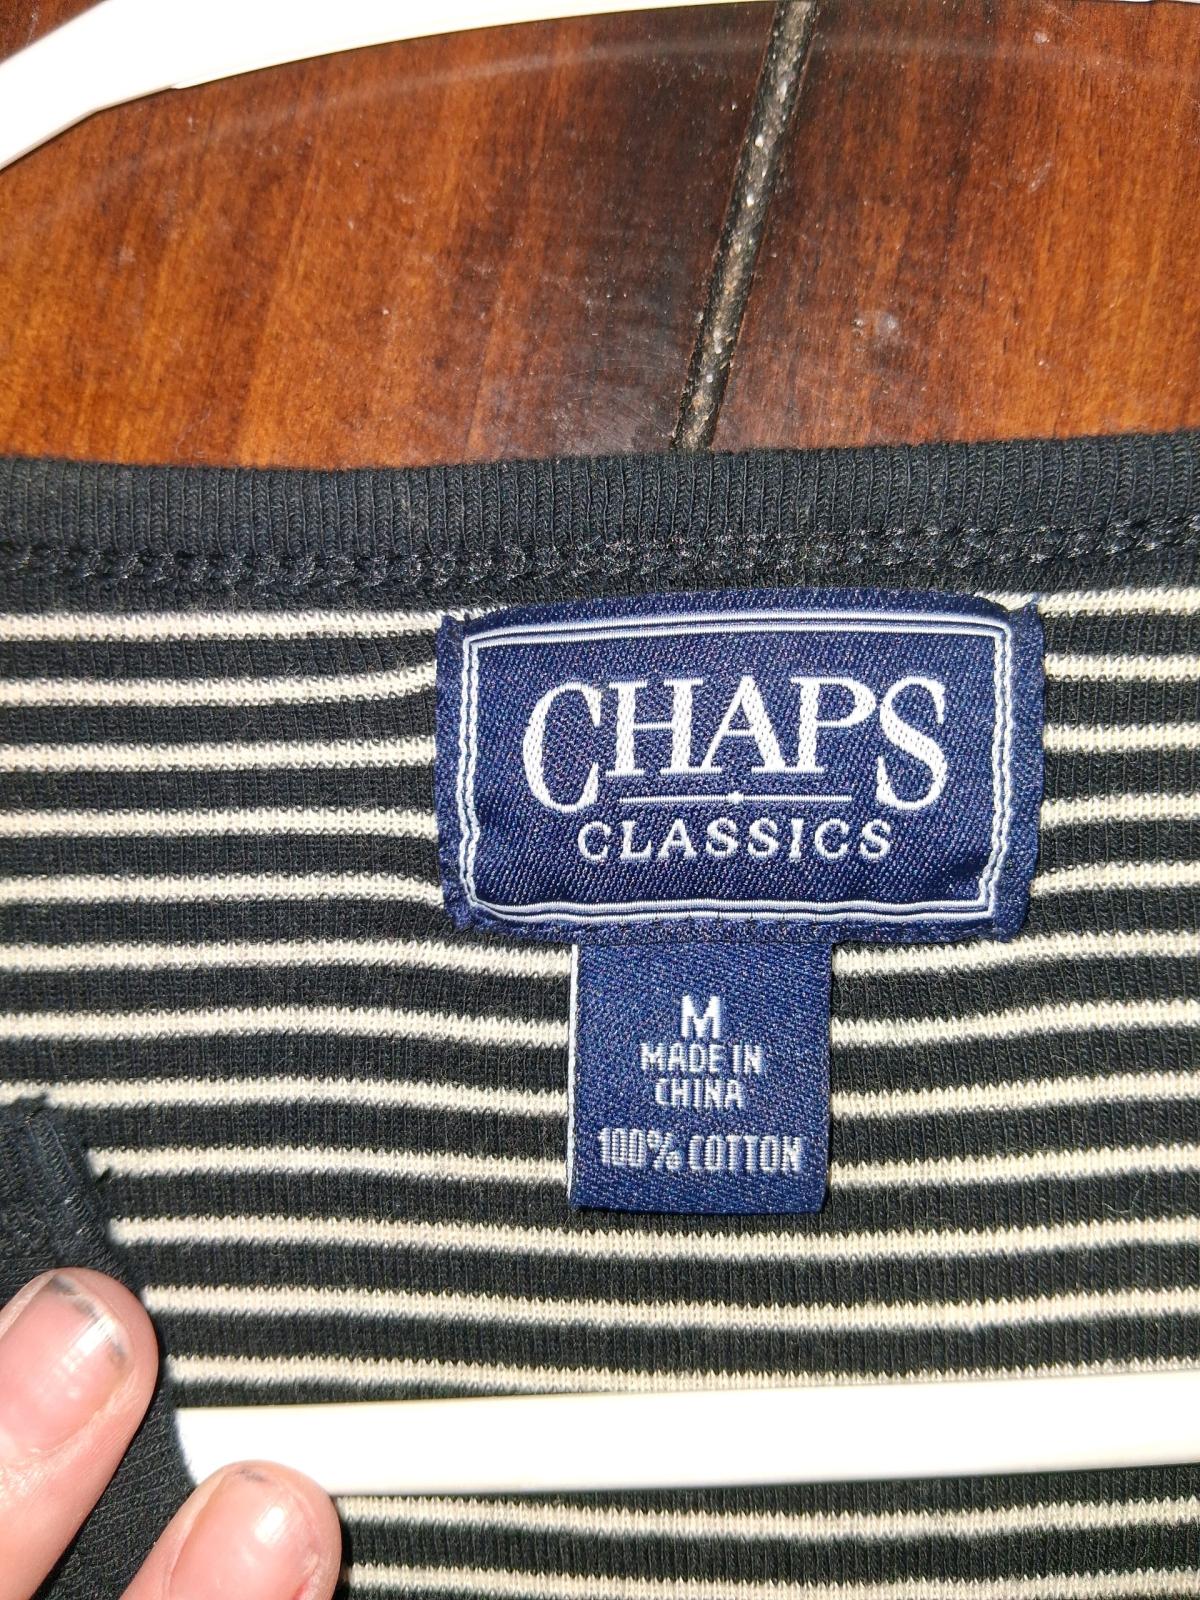 CHAPS
CLASSICS
M
MADE IN
CHINA
100% COTTON